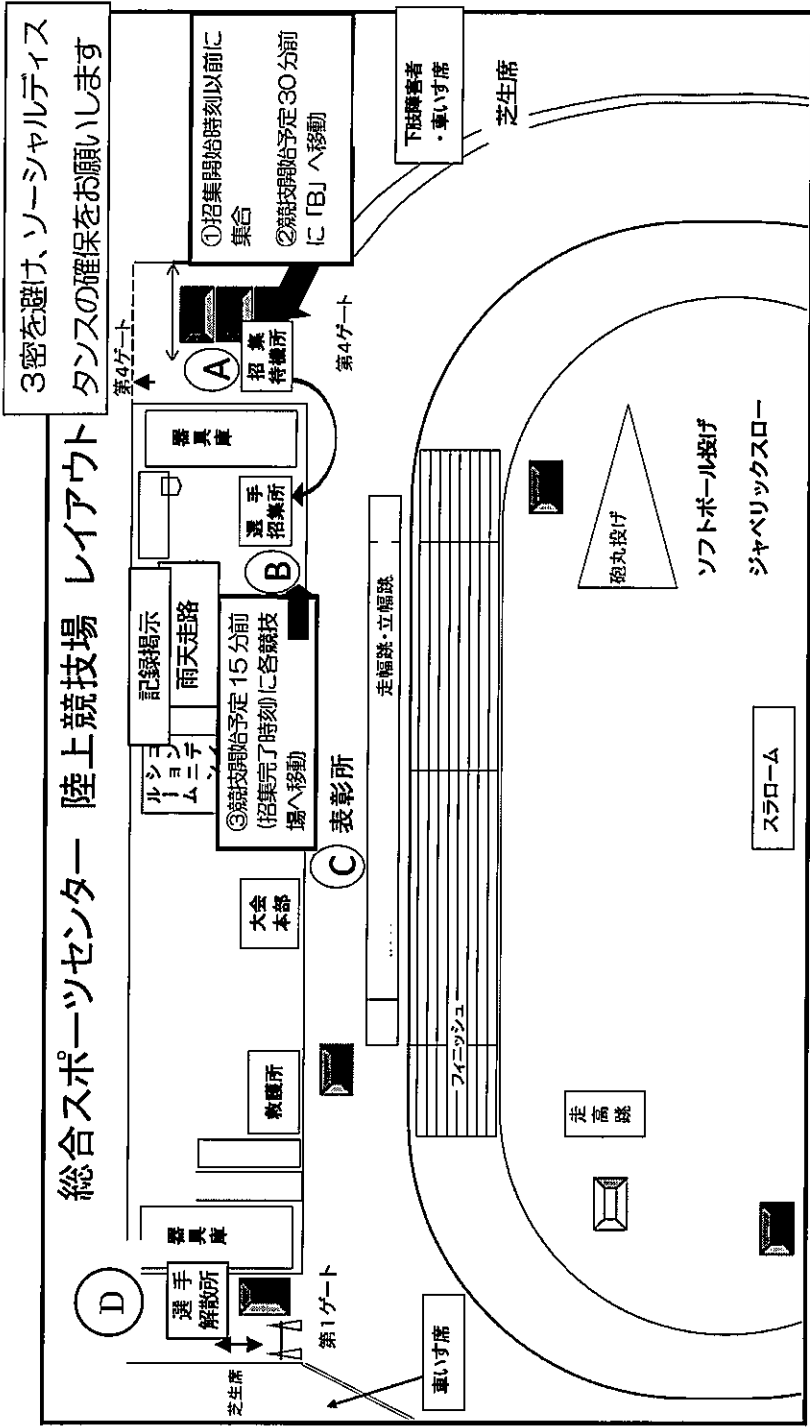 総合スポーツセンター 陸上競技場 レイアウト
3密を避け、ソーシャルディス
タンスの確保をお願いします
D
選手
解散所
器具庫
芝生席
第1ゲート
車いす席
救護所
大会
本部
C
表彰所
記録掲示
雨天走路
③競技開始予定15分前
(招集完了時刻)に各競技
場へ移動
B
選手
招集所
器具庫
第4ゲート
A
招集
待機所
第4ゲート
①招集開始時刻以前に
集合
②競技開始予定30分前
に「B」へ移動
下肢障害者
・車いす席
芝生席
走幅跳・立幅跳
フィニッシュ
走高跳
スラローム
砲丸投げ
ソフトボール投げ
ジャベリックスロー